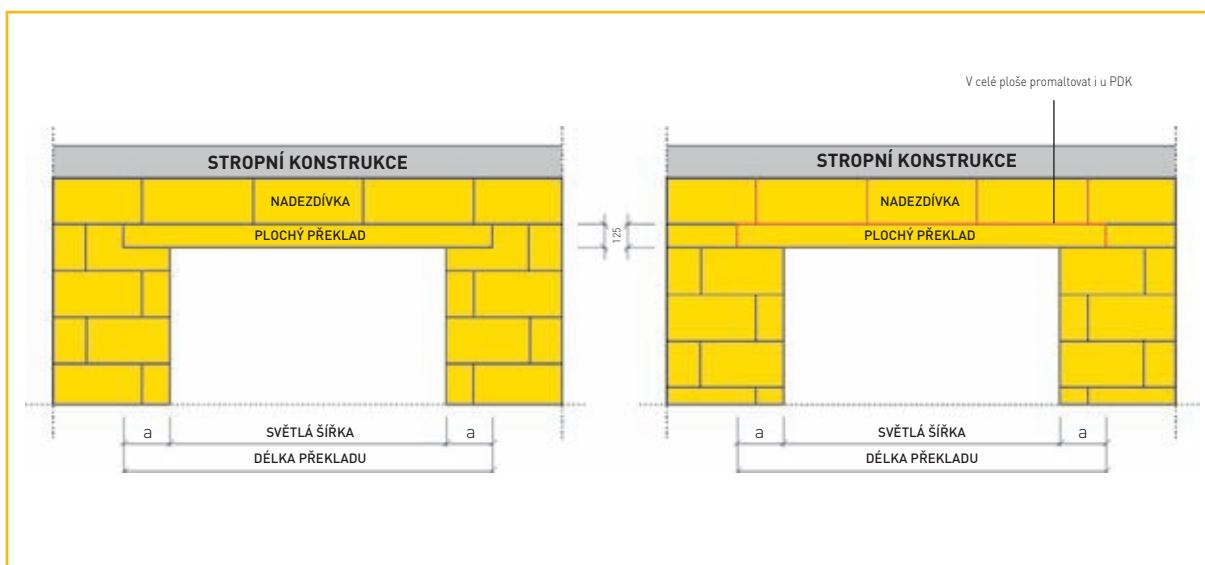 V celé ploše promaltovat i u PDK
STROPNÍ KONSTRUKCE
NADEZDÍVKA
PLOCHÝ PŘEKLAD
125
a
SVĚTLÁ ŠÍŘKA
a
DÉLKA PŘEKLADU
STROPNÍ KONSTRUKCE
NADEZDÍVKA
PLOCHÝ PŘEKLAD
a
SVĚTLÁ ŠÍŘKA
a
DÉLKA PŘEKLADU